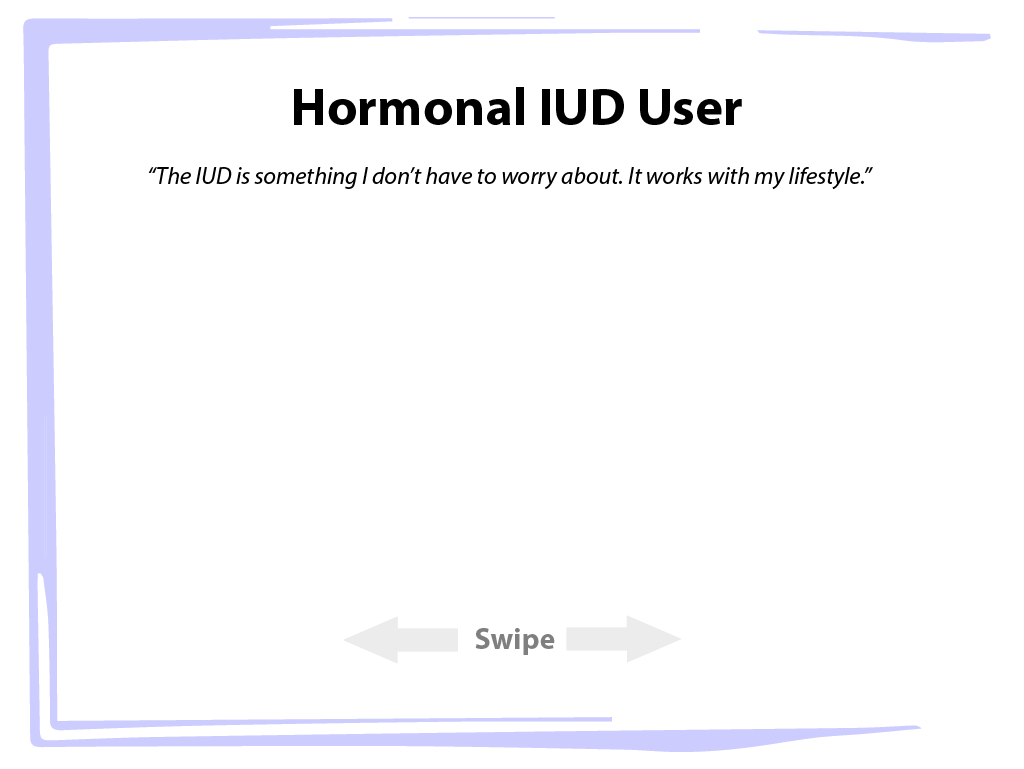 Hormonal IUD User
“The IUD is something I don’t have to worry about. It works with my lifestyle.”
Swipe